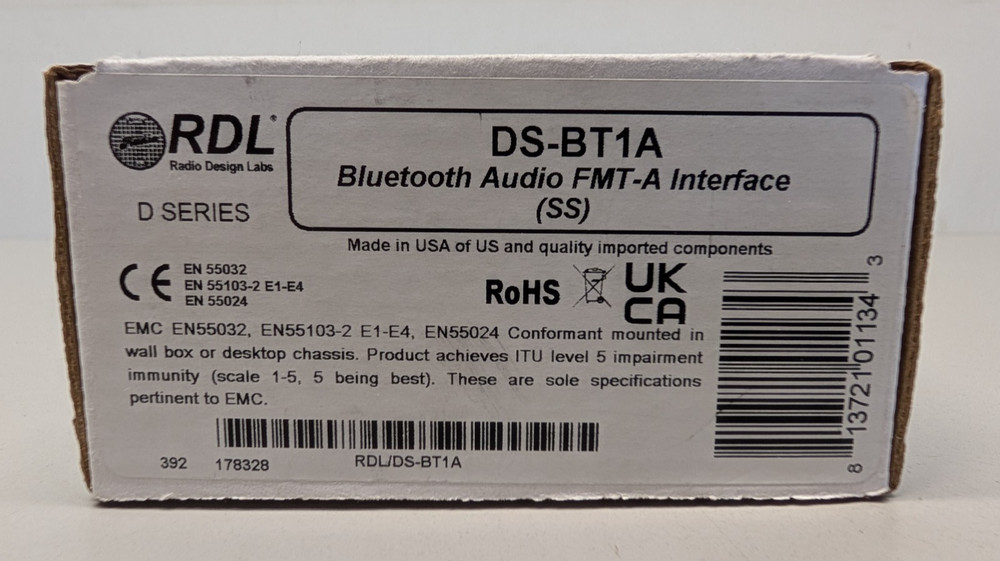 RDL®
Radio Design Labs
D SERIES
DS-BT1A
Bluetooth Audio FMT-A Interface
(SS)
Made in USA of US and quality imported components
CE
EN 55032
EN 55103-2 E1-E4
EN 55024
RoHS
UK
CA
EMC EN55032, EN55103-2 E1-E4, EN55024 Conformant mounted in
wall box or desktop chassis. Product achieves ITU level 5 impairment
immunity (scale 1-5, 5 being best). These are sole specifications
pertinent to EMC.
392 178328 RDL/DS-BT1A
8 13721 01134 3